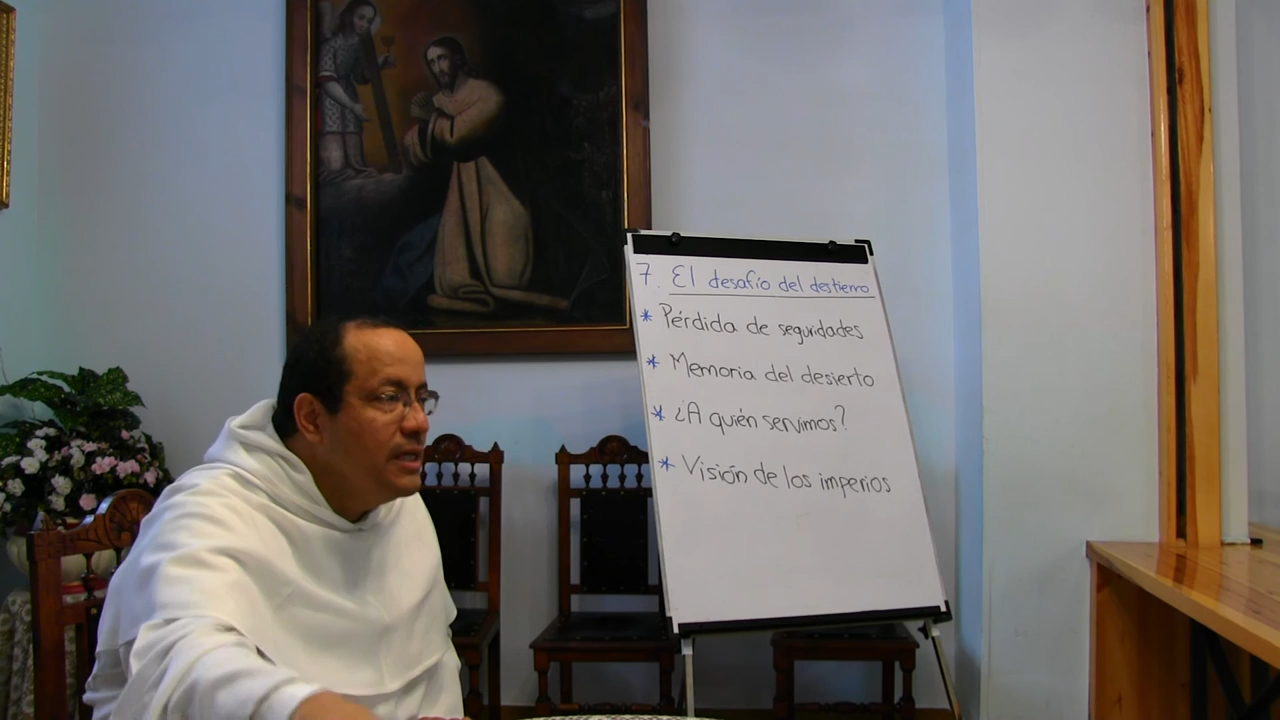 7. El desafío del destierro
* Pérdida de seguridades
* Memoria del desierto
* ¿A quién servimos?
* Visión de los imperios